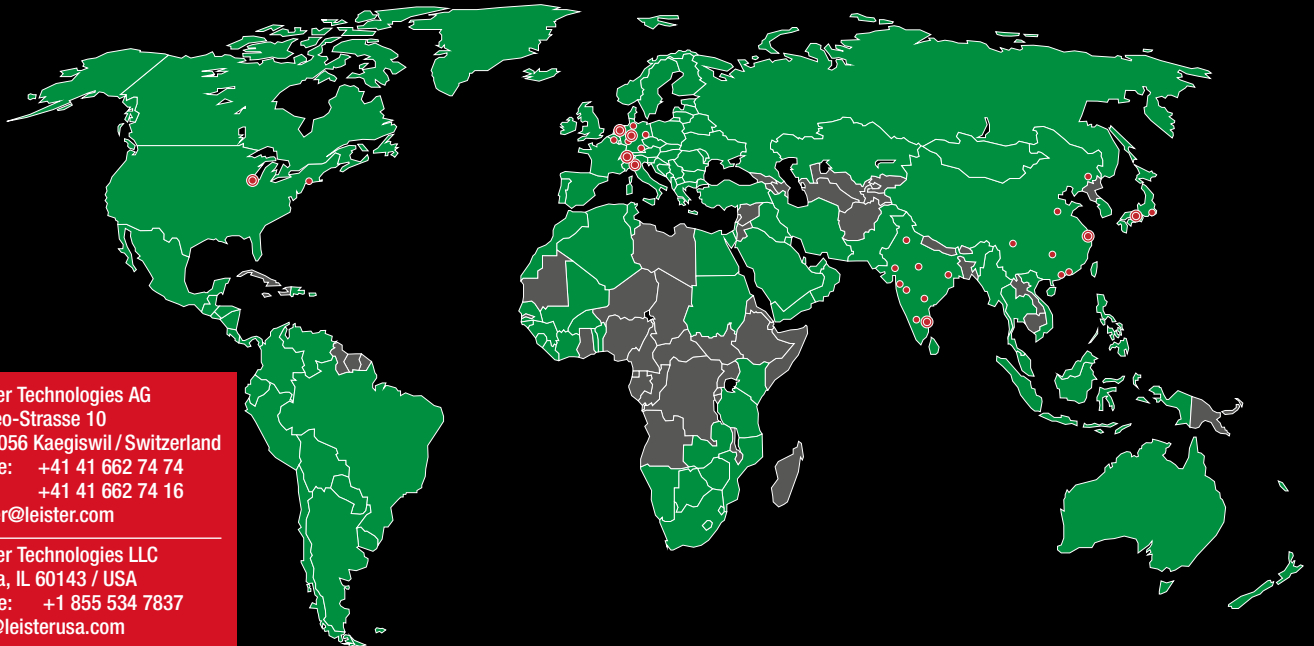 er Technologies AG
eo-Strasse 10
056 Kaegiswil / Switzerland
e: +41 41 662 74 74
+41 41 662 74 16
r@leister.com
er Technologies LLC
a, IL 60143 / USA
e: +1 855 534 7837
@leisterusa.com